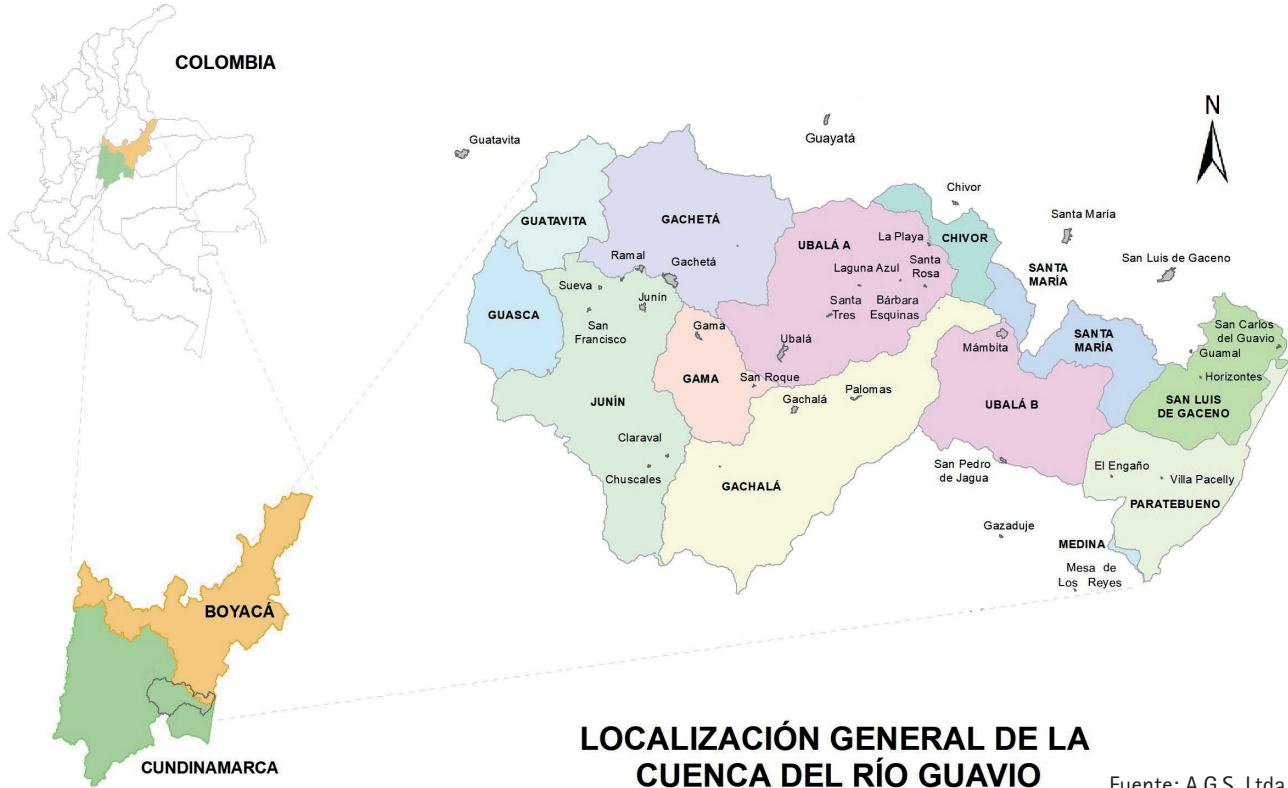 COLOMBIA
N
Guatavita
Guayatá
Chivor
Santa María
San Luis de Gaceno
GUATAVITA
GACHETÁ
UBALÁ A
La Playa
CHIVOR
Ramal
Gachetá
Laguna Azul
Santa
Rosa
SANTA
MARÍA
Sueva
Junín
Santa
Tres
Bárbara
Esquinas
GUASCA
San
Francisco
Gama
Ubalá
Mámbita
SANTA
MARÍA
San Carlos
del Guavio
Guamal
Horizontes
GAMA
San Roque
Palomas
Gachalá
JUNÍN
UBALÁ B
SAN LUIS
DE GACENO
Claraval
Chuscales
GACHALÁ
San Pedro
de Jagua
El Engaño
Villa Pacelly
PARATEBUENO
Gazaduje
MEDINA
Mesa de
Los Reyes
BOYACÁ
CUNDINAMARCA
LOCALIZACIÓN GENERAL DE LA
CUENCA DEL RÍO GUAVIO
Fuente: A.G.S. Ltda